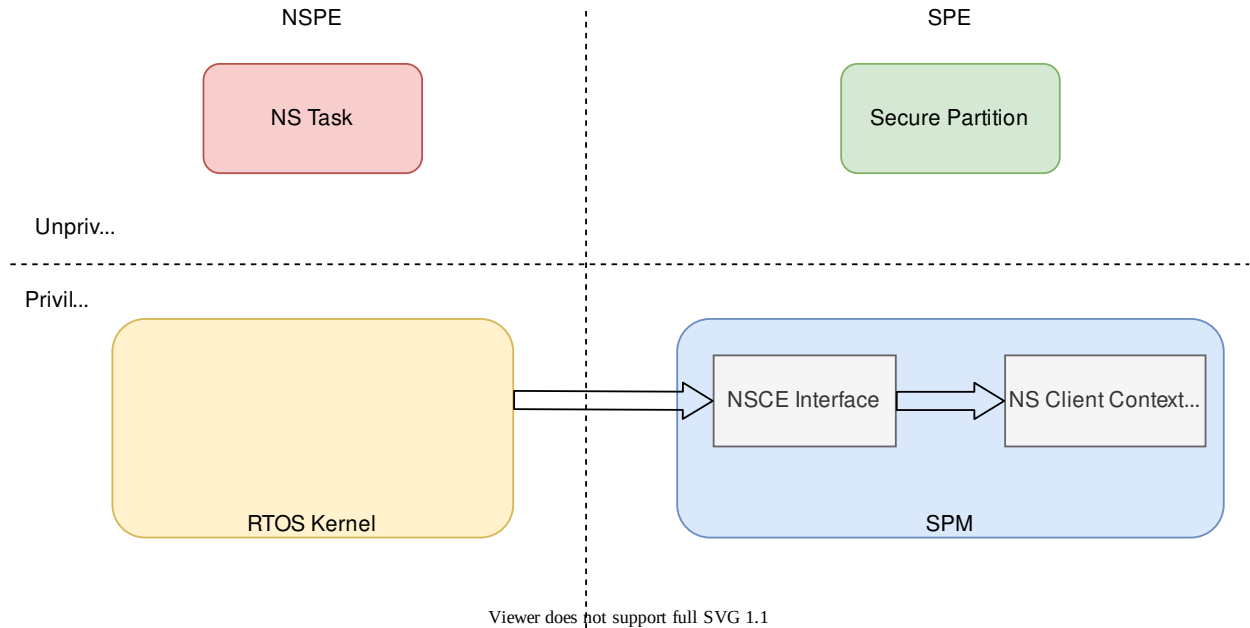 NSPE
SPE
NS Task
Secure Partition
Unpriv...
Privil...
NSCE Interface
NS Client Context...
RTOS Kernel
SPM
Viewer does not support full SVG 1.1